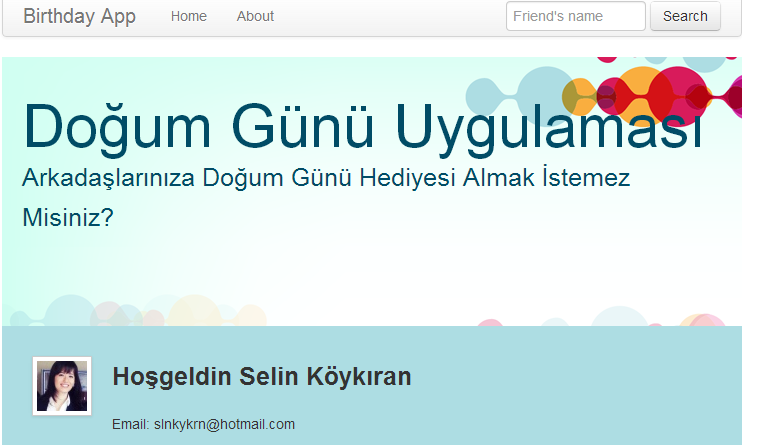 Birthday App Home About Friend's name Search
Doğum Günü Uygulaması
Arkadaşlarınıza Doğum Günü Hediyesi Almak İstemez
Misiniz?
Hoşgeldin Selin Köykıran
Email: slnkykrn@hotmail.com